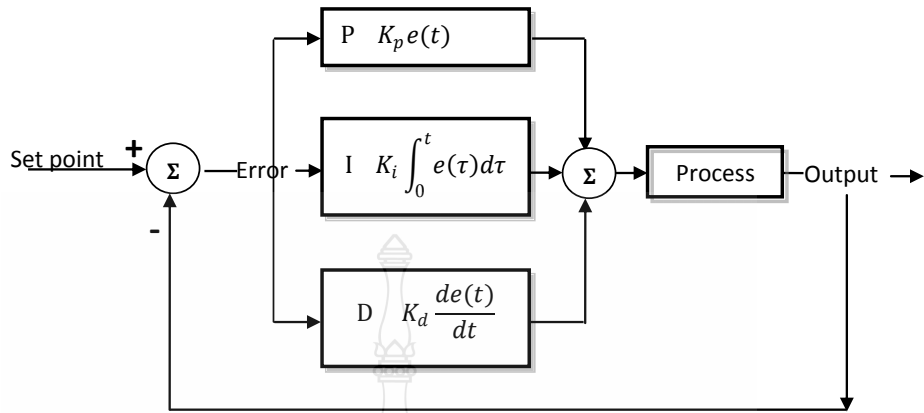 P K_p e(t)
Set point
+
-
Σ
Error
I K_i ∫_0^t e(τ)dτ
Σ
Process
Output
D K_d de(t)/dt